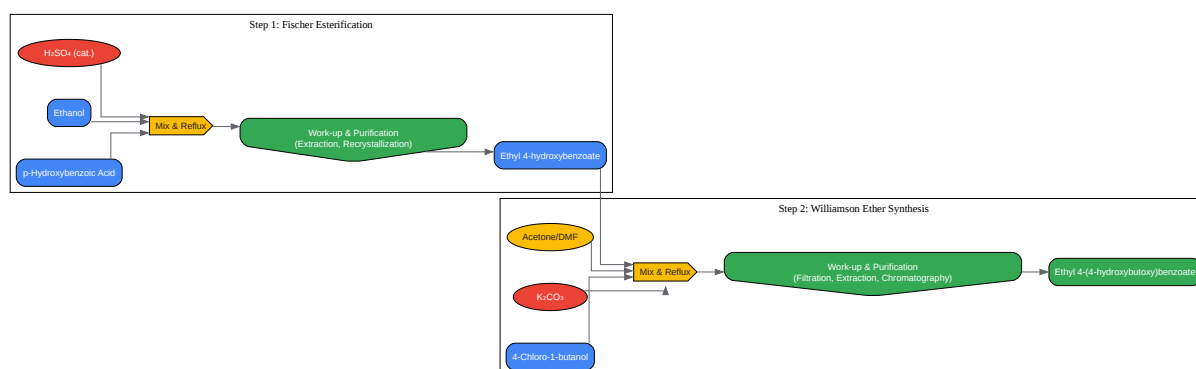 Step 1: Fischer Esterification
H₂SO₄ (cat.)
Ethanol
Mix & Reflux
p-Hydroxybenzoic Acid
Work-up & Purification
(Extraction, Recrystallization)
Ethyl 4-hydroxybenzoate
Step 2: Williamson Ether Synthesis
Acetone/DMF
Mix & Reflux
K₂CO₃
4-Chloro-1-butanol
Work-up & Purification
(Filtration, Extraction, Chromatography)
Ethyl 4-(4-hydroxybutoxy)benzoate